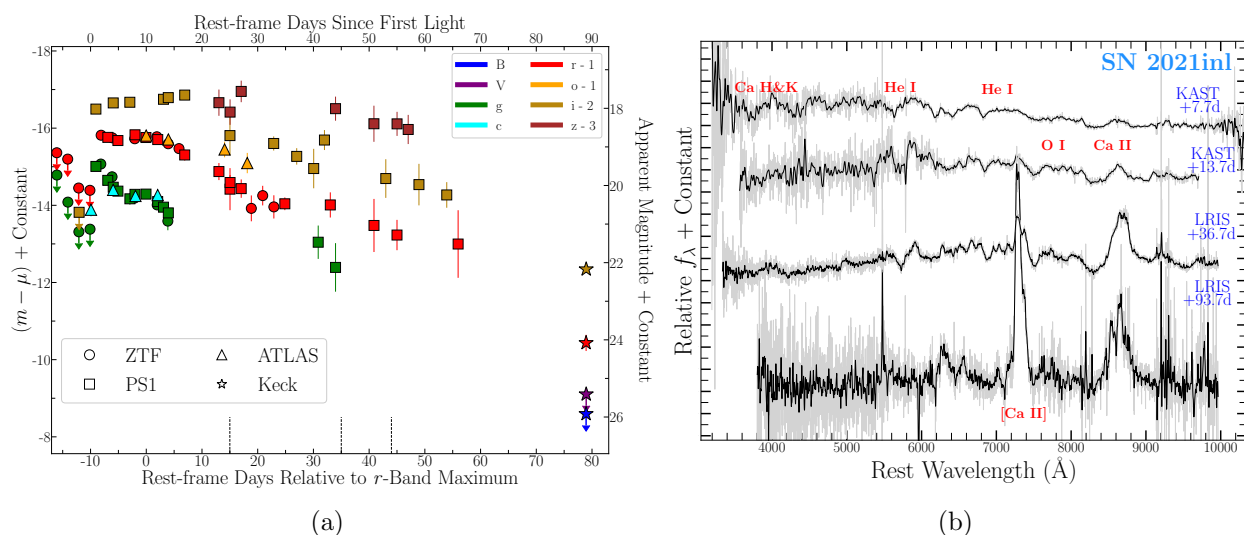 Rest-frame Days Since First Light
0 10 20 30 40 50 60 70 80 90
-18
-16
-14
-12
-10
-8
(m − μ) + Constant
18
20
22
24
26
Apparent Magnitude + Constant
B
V
g
c
r - 1
o - 1
i - 2
z - 3
ZTF
PS1
ATLAS
Keck
-10 0 10 20 30 40 50 60 70 80
Rest-frame Days Relative to r-Band Maximum
(a)
SN 2021inl
Relative fλ + Constant
Ca H&K
He I
He I
KAST
+7.7d
O I
Ca II
KAST
+13.7d
LRIS
+36.7d
LRIS
+93.7d
[Ca II]
4000 5000 6000 7000 8000 9000 10000
Rest Wavelength (Å)
(b)